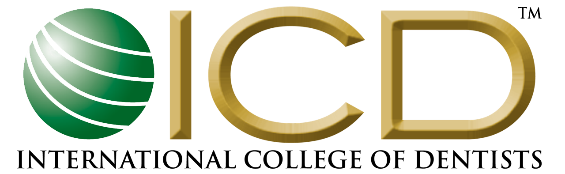 ICD™
INTERNATIONAL COLLEGE OF DENTISTS